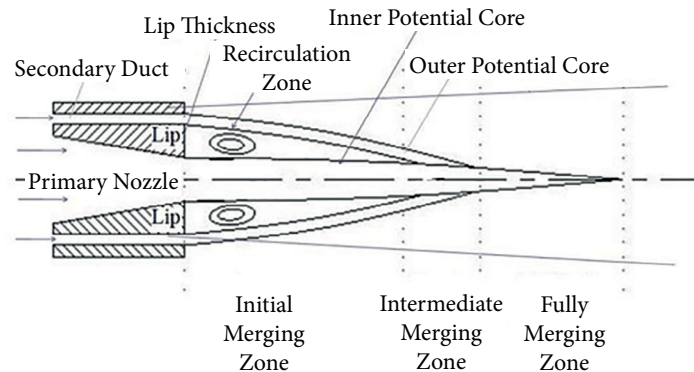 Lip Thickness
Inner Potential Core
Recirculation
Zone
Secondary Duct
Outer Potential Core
Lip
Primary Nozzle
Lip
Initial
Merging
Zone
Intermediate
Merging
Zone
Fully
Merging
Zone